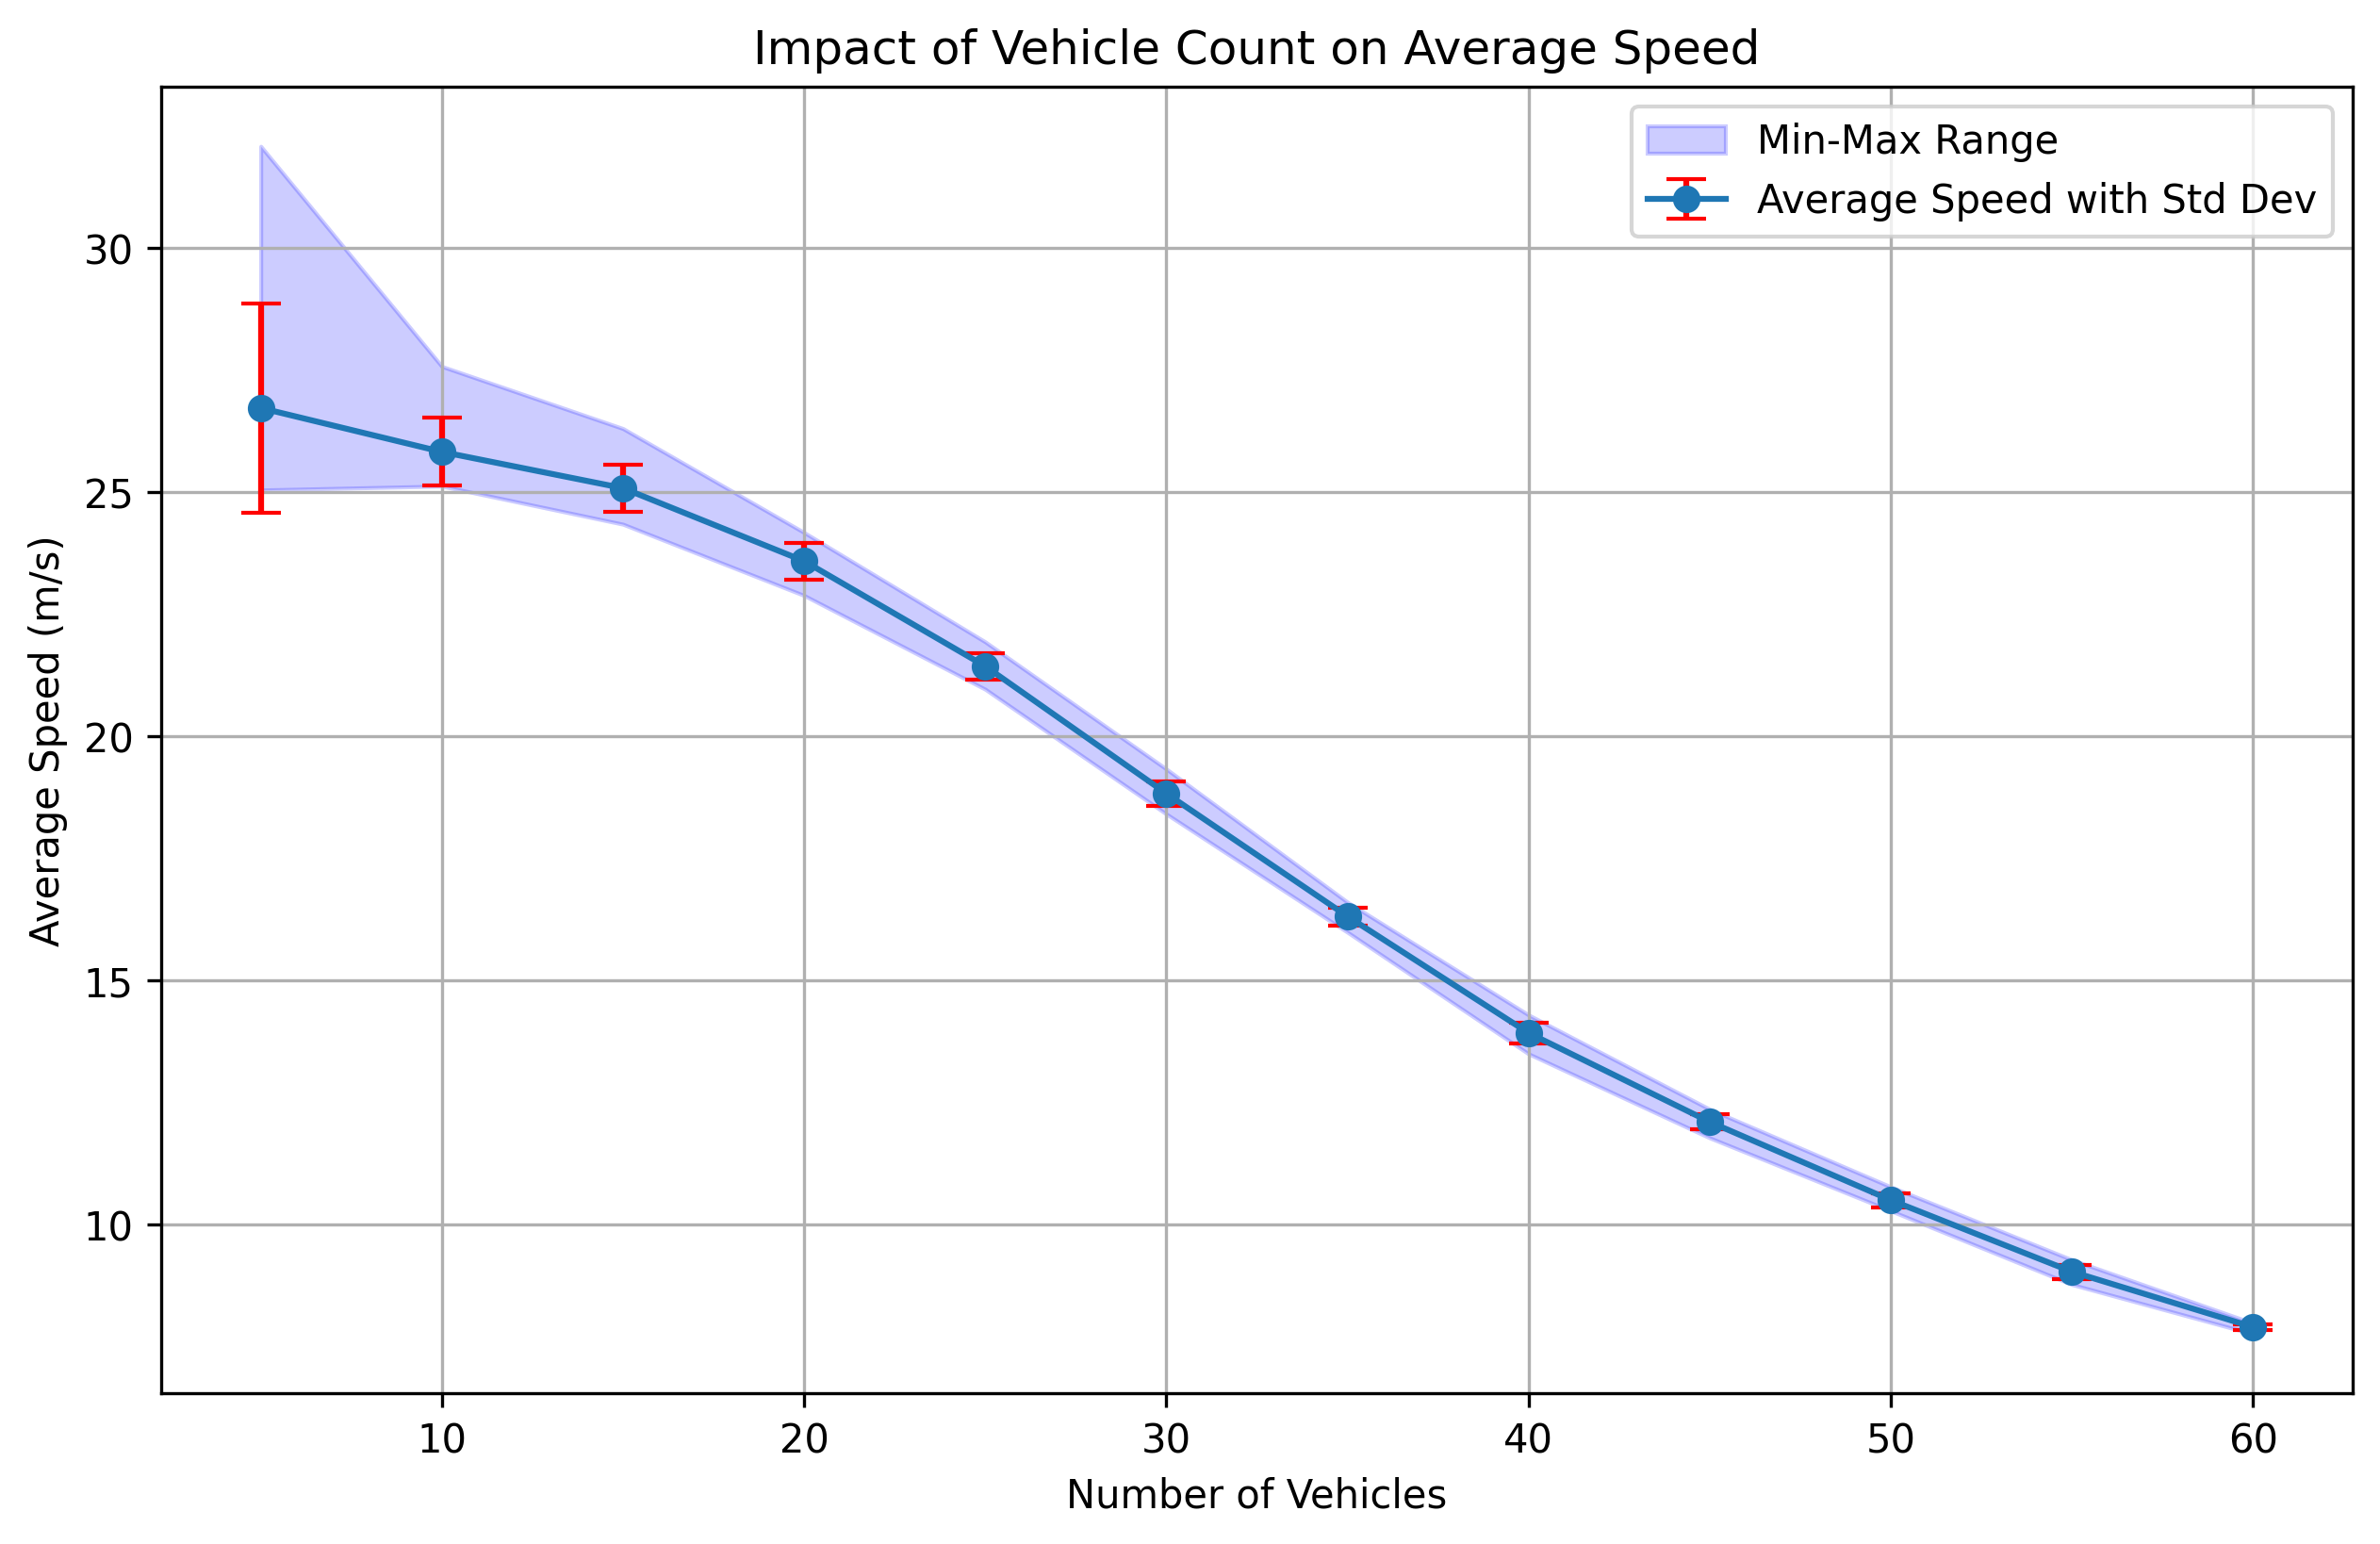 Impact of Vehicle Count on Average Speed
Min-Max Range
Average Speed with Std Dev
Average Speed (m/s)
30
25
20
15
10
10 20 30 40 50 60
Number of Vehicles